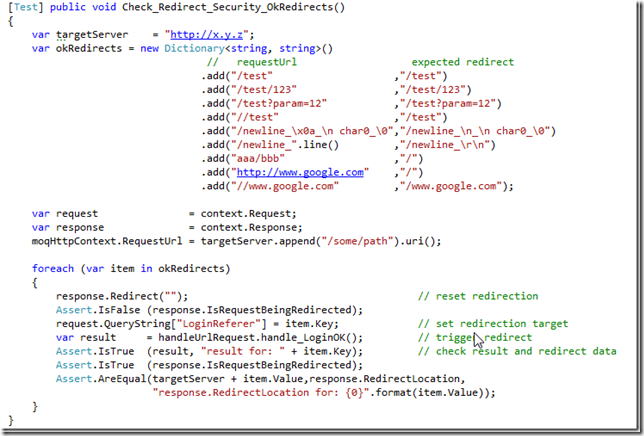 [Test] public void Check_Redirect_Security_OkRedirects()
{
    var targetServer    = "http://x.y.z";
    var okRedirects = new Dictionary<string, string>()
                                 //   requestUrl                   expected redirect
                                .add("/test"                    ,"/test")
                                .add("/test/123"                ,"/test/123")
                                .add("/test?param=12"           ,"/test?param=12")
                                .add("//test"                   ,"/test")
                                .add("/newline_\x0a_\n char0_\0","/newline_\n_\n char0_\0")
                                .add("/newline_".line()         ,"/newline_\r\n")
                                .add("aaa/bbb"                  ,"/")
                                .add("http://www.google.com"    ,"/")
                                .add("//www.google.com"         ,"/www.google.com");
    var request               = context.Request;
    var response              = context.Response;
    moqHttpContext.RequestUrl = targetServer.append("/some/path").uri();
    foreach (var item in okRedirects)
    {
        response.Redirect("");                                      // reset redirection
        Assert.IsFalse (response.IsRequestBeingRedirected);
        request.QueryString["LoginReferer"] = item.Key;             // set redirection target
        var result     = handleUrlRequest.handle_LoginOK();         // trigger redirect
        Assert.IsTrue  (result, "result for: " + item.Key);         // check result and redirect data
        Assert.IsTrue  (response.IsRequestBeingRedirected);
        Assert.AreEqual(targetServer + item.Value,response.RedirectLocation,
                        "response.RedirectLocation for: {0}".format(item.Value));
    }
}